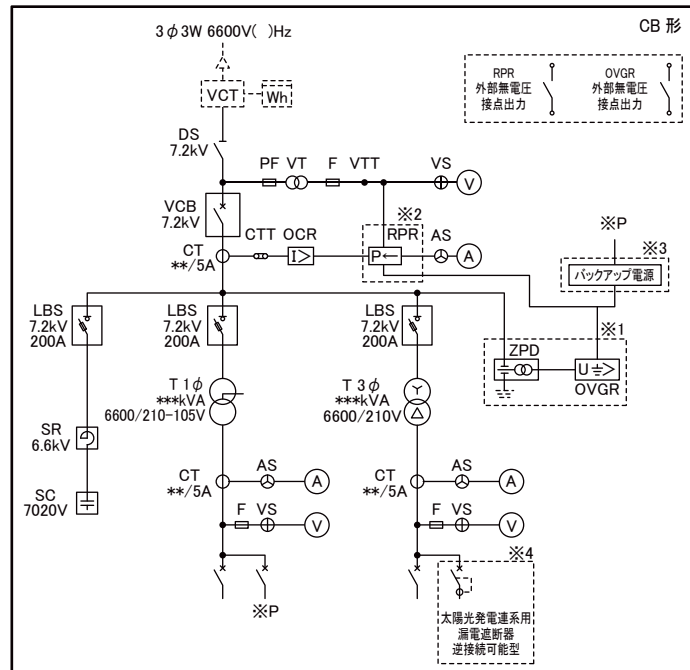 CB 形
3φ3W 6600V( )Hz
RPR
外部無電圧
接点出力
OVGR
外部無電圧
接点出力
VCT
Wh
DS
7.2kV
PF VT F VTT VS
V
VCB
7.2kV
※2
RPR
※P
※3
バックアップ電源
CTT OCR
I>
P←
AS
A
CT
**/5A
※1
LBS
7.2kV
200A
LBS
7.2kV
200A
LBS
7.2kV
200A
ZPD
U>
OVGR
T 1φ
***kVA
6600/210-105V
T 3φ
***kVA
6600/210V
SR
6.6kV
SC
7020V
CT
**/5A
AS
A
F VS
V
CT
**/5A
AS
A
F VS
V
※P
※4
太陽光発電連系用
漏電遮断器
逆接続可能型